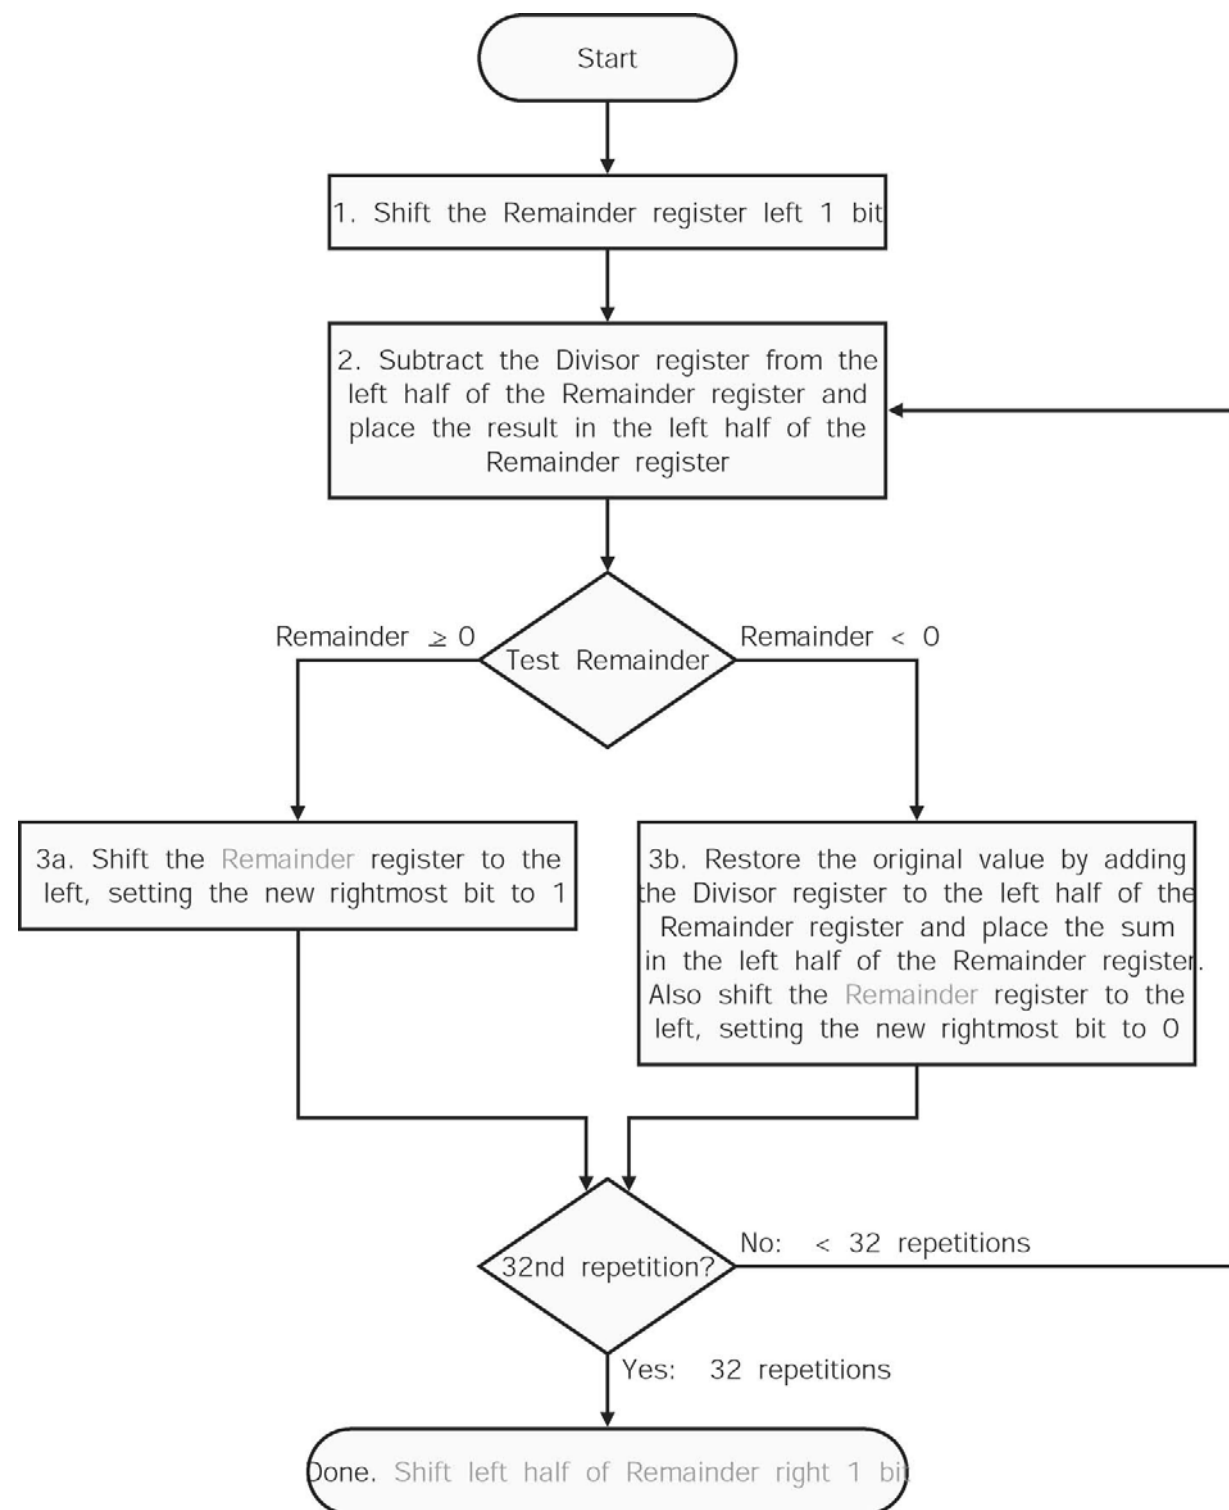 Start
1. Shift the Remainder register left 1 bit
2. Subtract the Divisor register from the
left half of the Remainder register and
place the result in the left half of the
Remainder register
Remainder ≥ 0
Test Remainder
Remainder < 0
3a. Shift the Remainder register to the
left, setting the new rightmost bit to 1
3b. Restore the original value by adding
the Divisor register to the left half of the
Remainder register and place the sum
in the left half of the Remainder register.
Also shift the Remainder register to the
left, setting the new rightmost bit to 0
32nd repetition?
No: < 32 repetitions
Yes: 32 repetitions
Done. Shift left half of Remainder right 1 bit